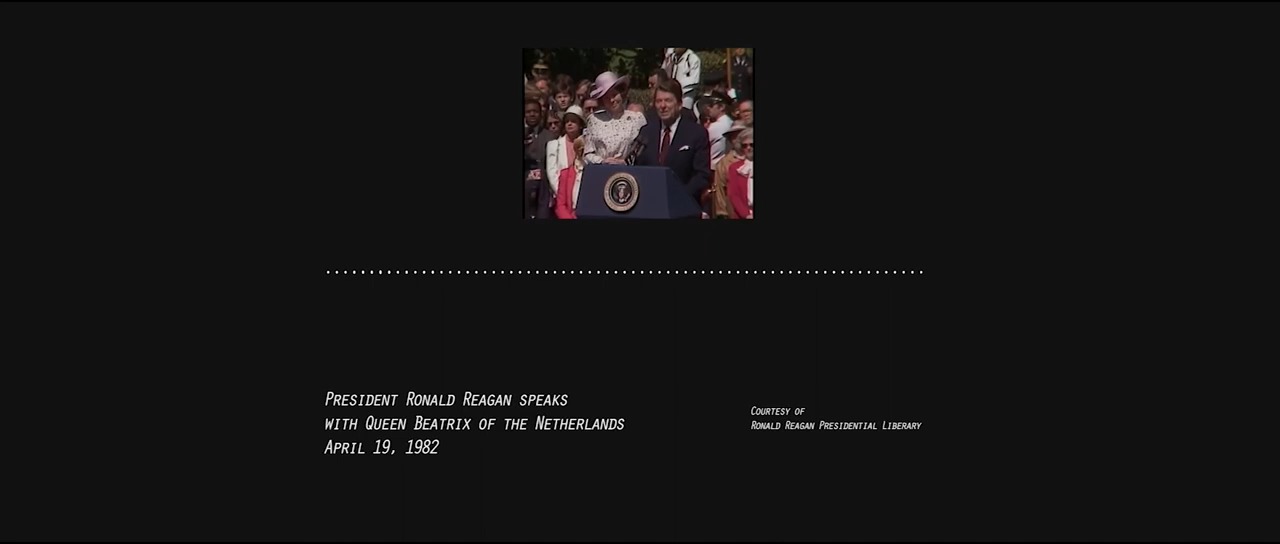 President Ronald Reagan speaks
with Queen Beatrix of the Netherlands
April 19, 1982
Courtesy of
Ronald Reagan Presidential Liberary